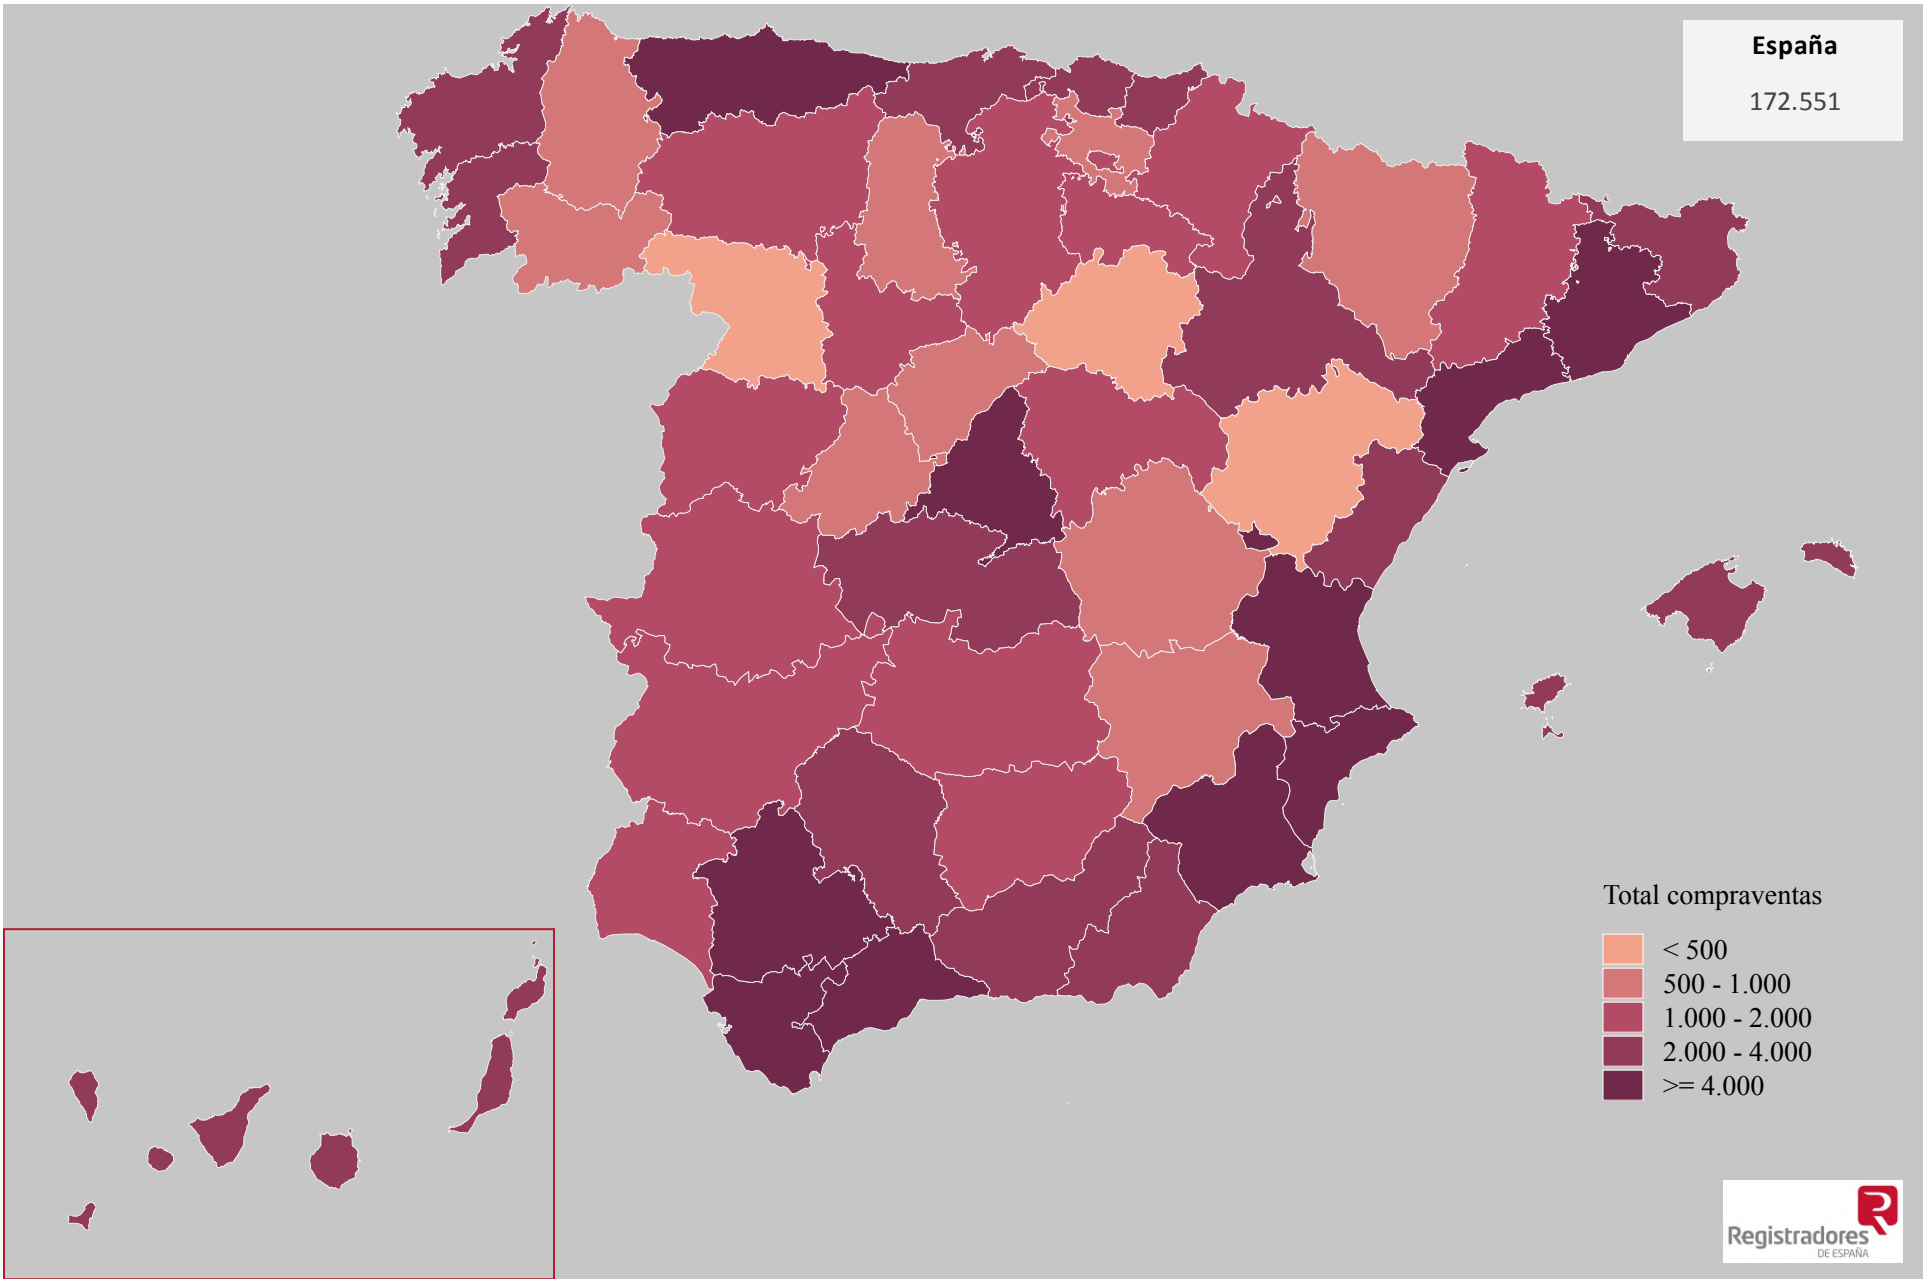 España
172.551
Total compraventas
< 500
500 - 1.000
1.000 - 2.000
2.000 - 4.000
>= 4.000
Registradores
DE ESPAÑA